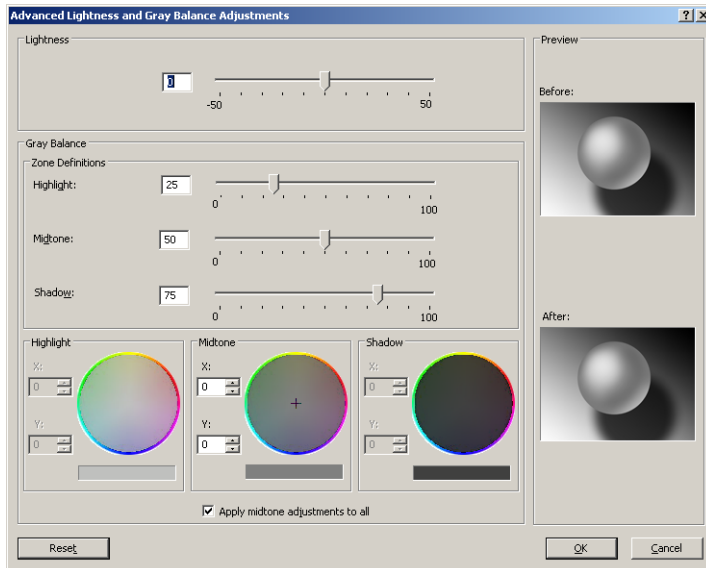 Advanced Lightness and Gray Balance Adjustments
Lightness
0
-50 50
Gray Balance
Zone Definitions
Highlight: 25
0 100
Midtone: 50
0 100
Shadow: 75
0 100
Highlight
X:
0
Y:
0
Midtone
X:
0
Y:
0
Shadow
X:
0
Y:
0
Apply midtone adjustments to all
Preview
Before:
After:
Reset
OK
Cancel